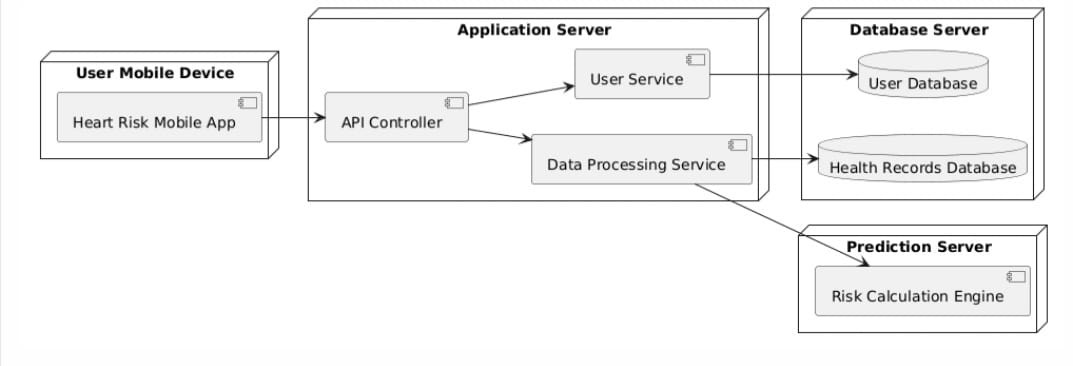 User Mobile Device
Heart Risk Mobile App
Application Server
API Controller
User Service
Data Processing Service
Database Server
User Database
Health Records Database
Prediction Server
Risk Calculation Engine